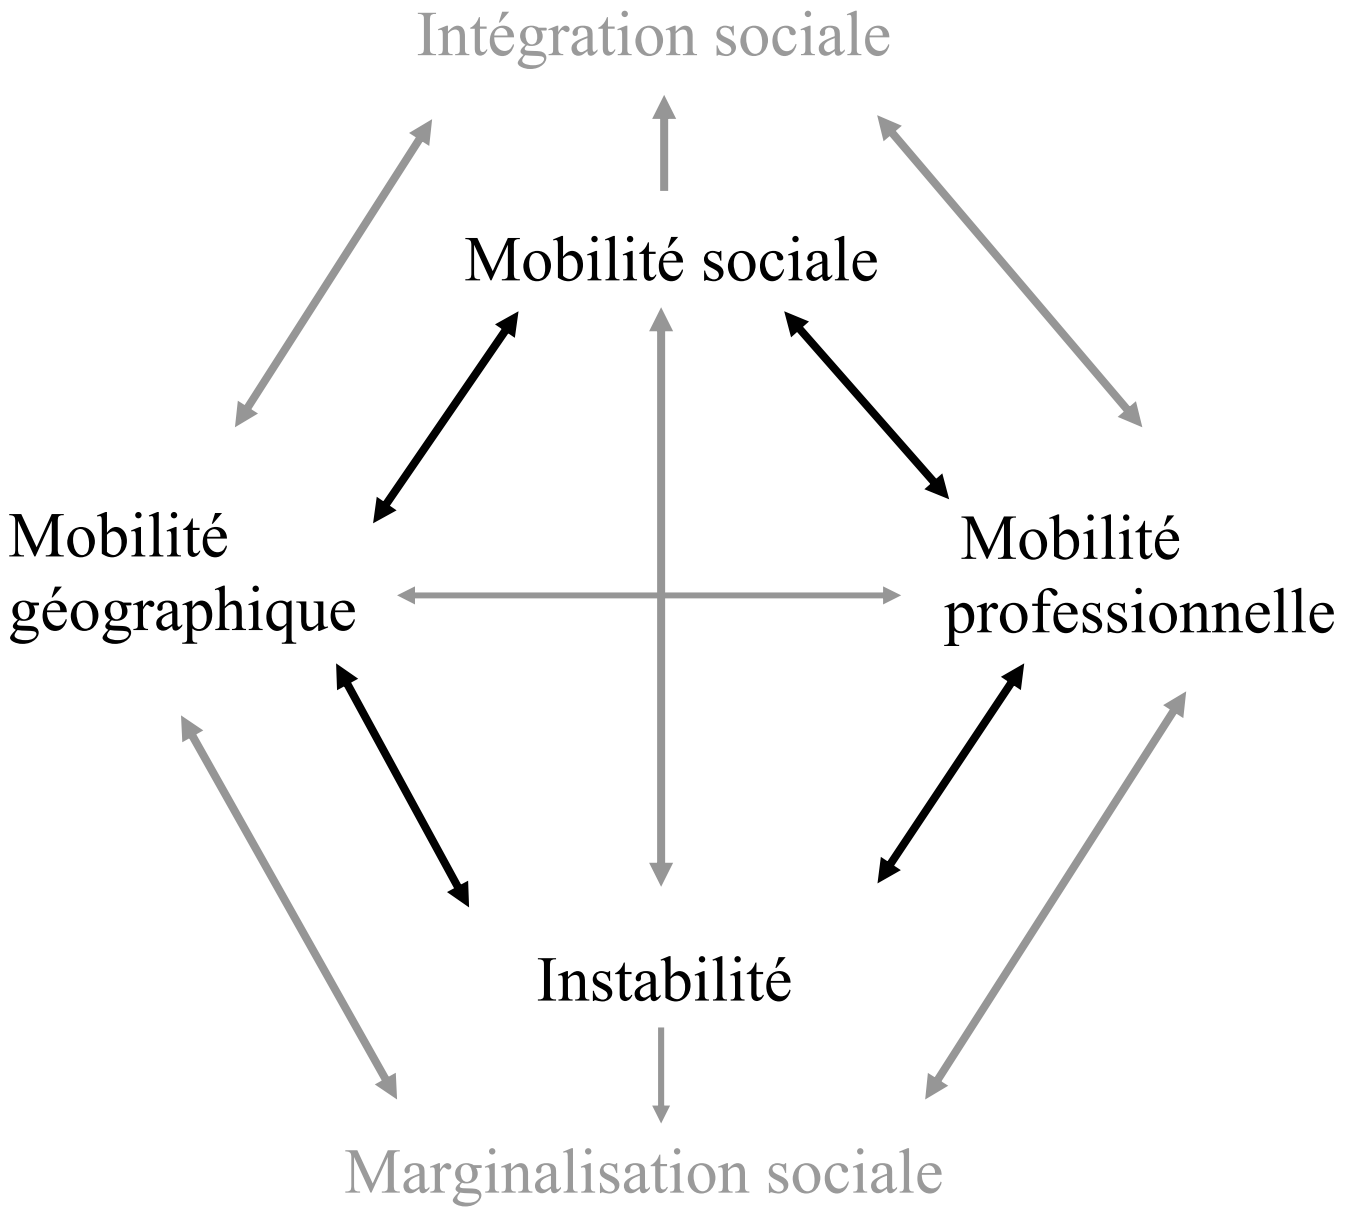 Intégration sociale
Mobilité sociale
Mobilité
géographique
Mobilité
professionnelle
Instabilité
Marginalisation sociale